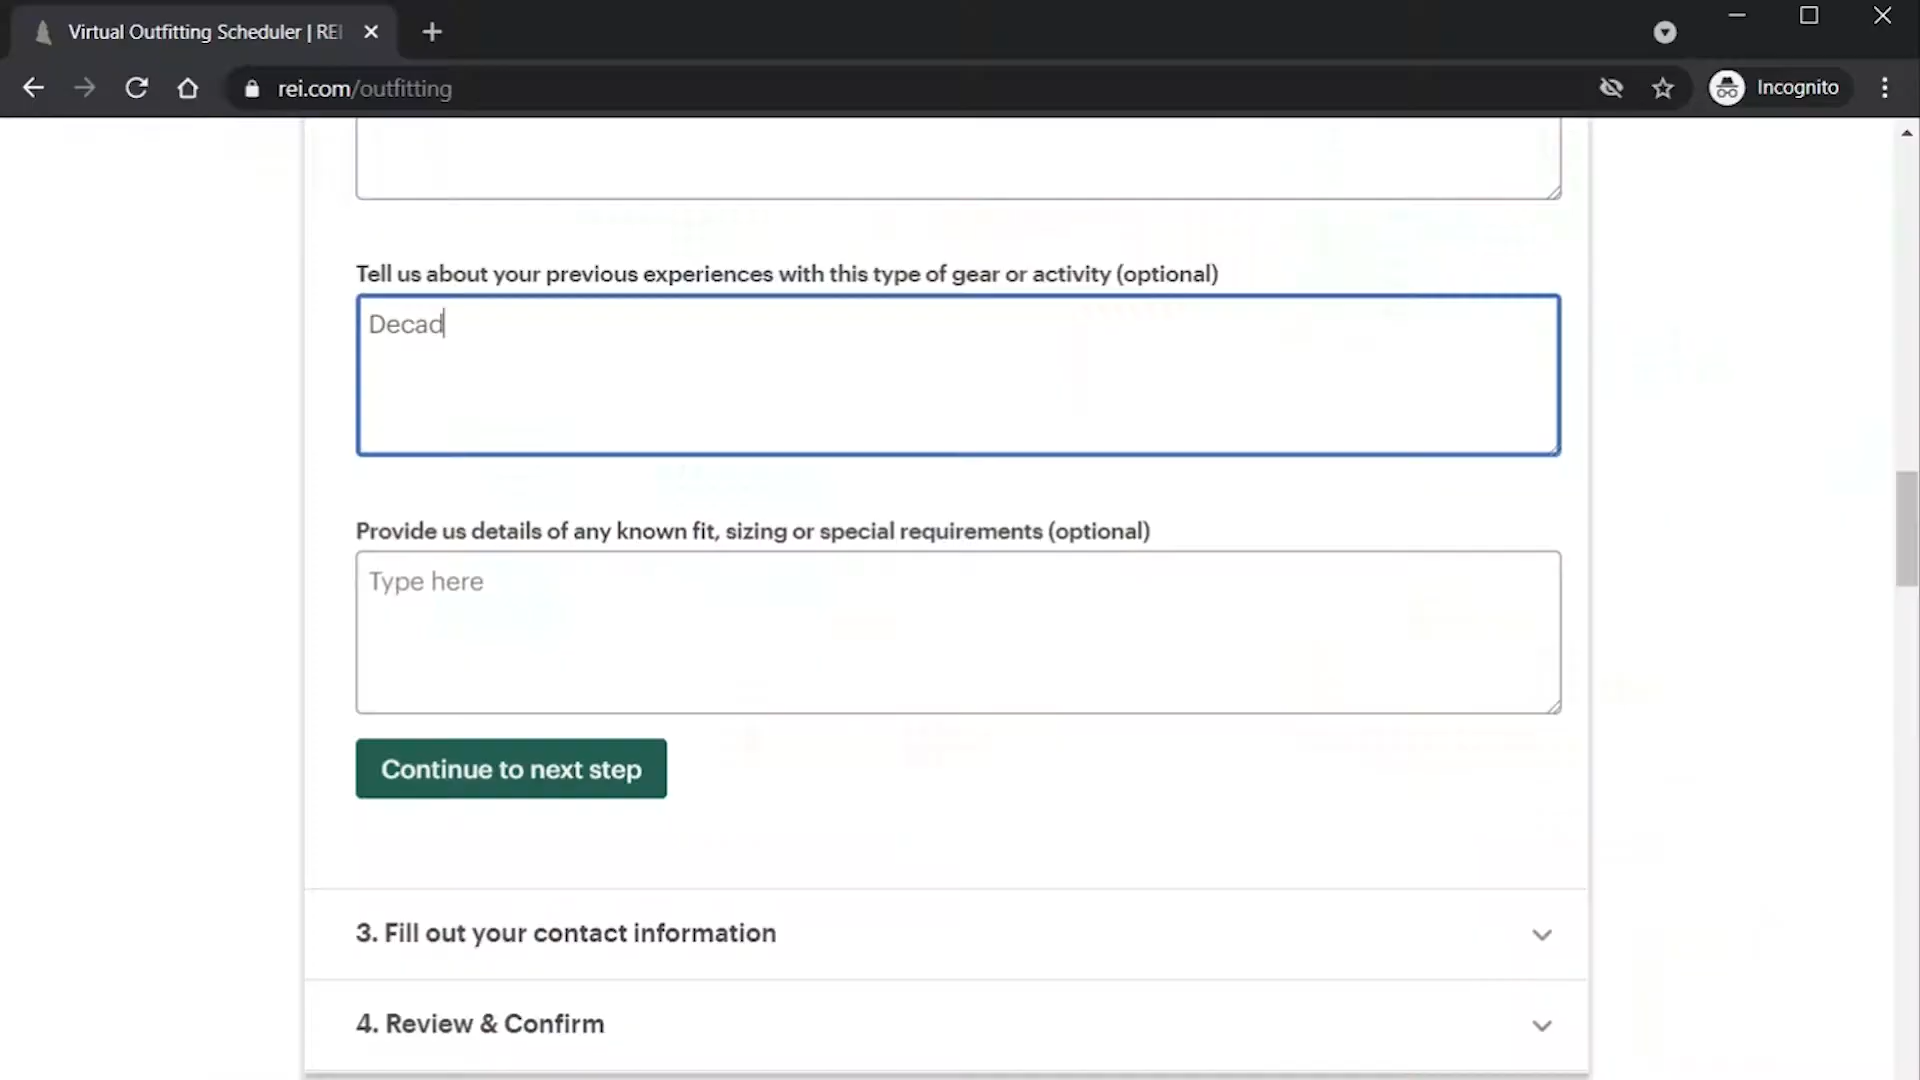 Virtual Outfitting Scheduler | REI
rei.com/outfitting
Incognito
Tell us about your previous experiences with this type of gear or activity (optional)
Decad
Provide us details of any known fit, sizing or special requirements (optional)
Type here
Continue to next step
3. Fill out your contact information
4. Review & Confirm